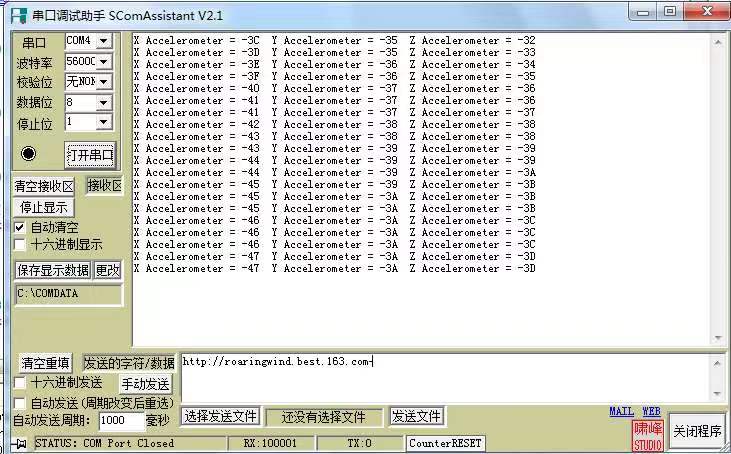 串口调试助手 SComAssistant V2.1
串口 COM4
波特率 5600C
校验位 无NON
数据位 8
停止位 1
打开串口
清空接收区 接收区
停止显示
自动清空
十六进制显示
保存显示数据 更改
C:\COMDATA
X Accelerometer = -3C Y Accelerometer = -35 Z Accelerometer = -32
X Accelerometer = -3D Y Accelerometer = -35 Z Accelerometer = -33
X Accelerometer = -3E Y Accelerometer = -36 Z Accelerometer = -34
X Accelerometer = -3F Y Accelerometer = -36 Z Accelerometer = -35
X Accelerometer = -40 Y Accelerometer = -37 Z Accelerometer = -36
X Accelerometer = -41 Y Accelerometer = -37 Z Accelerometer = -36
X Accelerometer = -41 Y Accelerometer = -37 Z Accelerometer = -37
X Accelerometer = -42 Y Accelerometer = -38 Z Accelerometer = -38
X Accelerometer = -43 Y Accelerometer = -38 Z Accelerometer = -38
X Accelerometer = -43 Y Accelerometer = -39 Z Accelerometer = -39
X Accelerometer = -44 Y Accelerometer = -39 Z Accelerometer = -39
X Accelerometer = -44 Y Accelerometer = -39 Z Accelerometer = -3A
X Accelerometer = -45 Y Accelerometer = -39 Z Accelerometer = -3B
X Accelerometer = -45 Y Accelerometer = -3A Z Accelerometer = -3B
X Accelerometer = -45 Y Accelerometer = -3A Z Accelerometer = -3B
X Accelerometer = -46 Y Accelerometer = -3A Z Accelerometer = -3C
X Accelerometer = -46 Y Accelerometer = -3A Z Accelerometer = -3C
X Accelerometer = -46 Y Accelerometer = -3A Z Accelerometer = -3C
X Accelerometer = -47 Y Accelerometer = -3A Z Accelerometer = -3D
X Accelerometer = -47 Y Accelerometer = -3A Z Accelerometer = -3D
清空重填 发送的字符/数据 http://roaringwind.best.163.com
十六进制发送 手动发送
自动发送(周期改变后重选)
自动发送周期: 1000 毫秒 选择发送文件 还没有选择文件 发送文件
MAIL WEB
啸峰
STUDIO
关闭程序
STATUS: COM Port Closed RX:100001 TX:0 CounterRESET